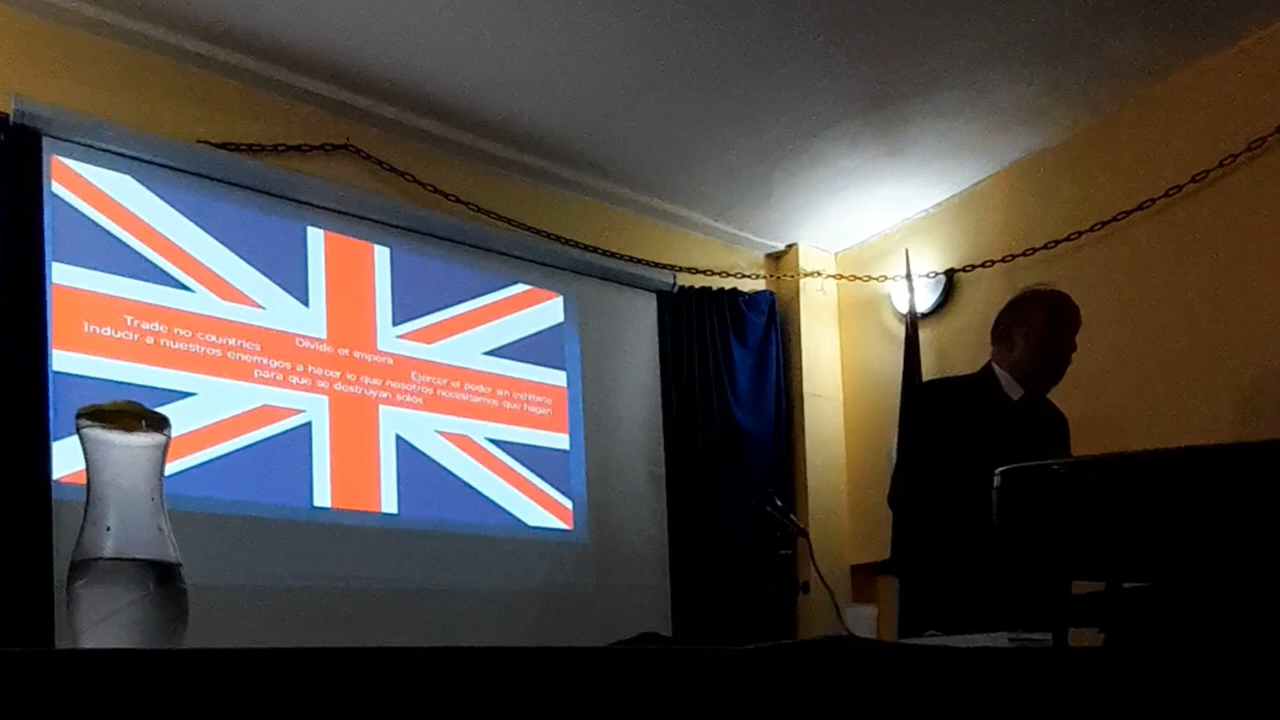 Trade no countries
Divide et impera
Ejercer el poder sin exhibirlo
Inducir a nuestros enemigos a hacer lo que nosotros necesitamos que hagan
para que se destruyan solos